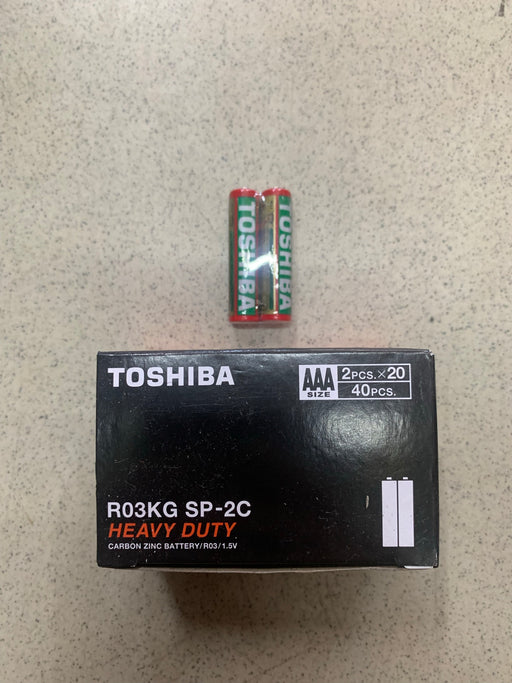 TOSHIBA
TOSHIBA
TOSHIBA
AAA
SIZE
2PCS.×20
40PCS.
R03KG SP-2C
HEAVY DUTY
CARBON ZINC BATTERY/R03/1.5V